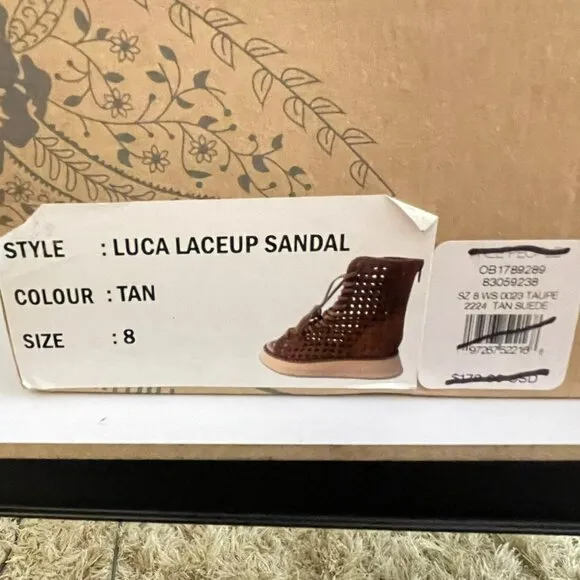 STYLE : LUCA LACEUP SANDAL
COLOUR : TAN
SIZE : 8
OB1789289
83059238
SZ 8 WS 0023 TAUPE
2224 TAN SUEDE